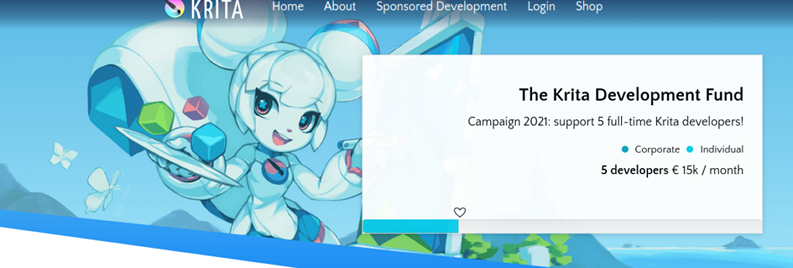 KRITA Home About Sponsored Development Login Shop
The Krita Development Fund
Campaign 2021: support 5 full-time Krita developers!
Corporate Individual
5 developers € 15k / month